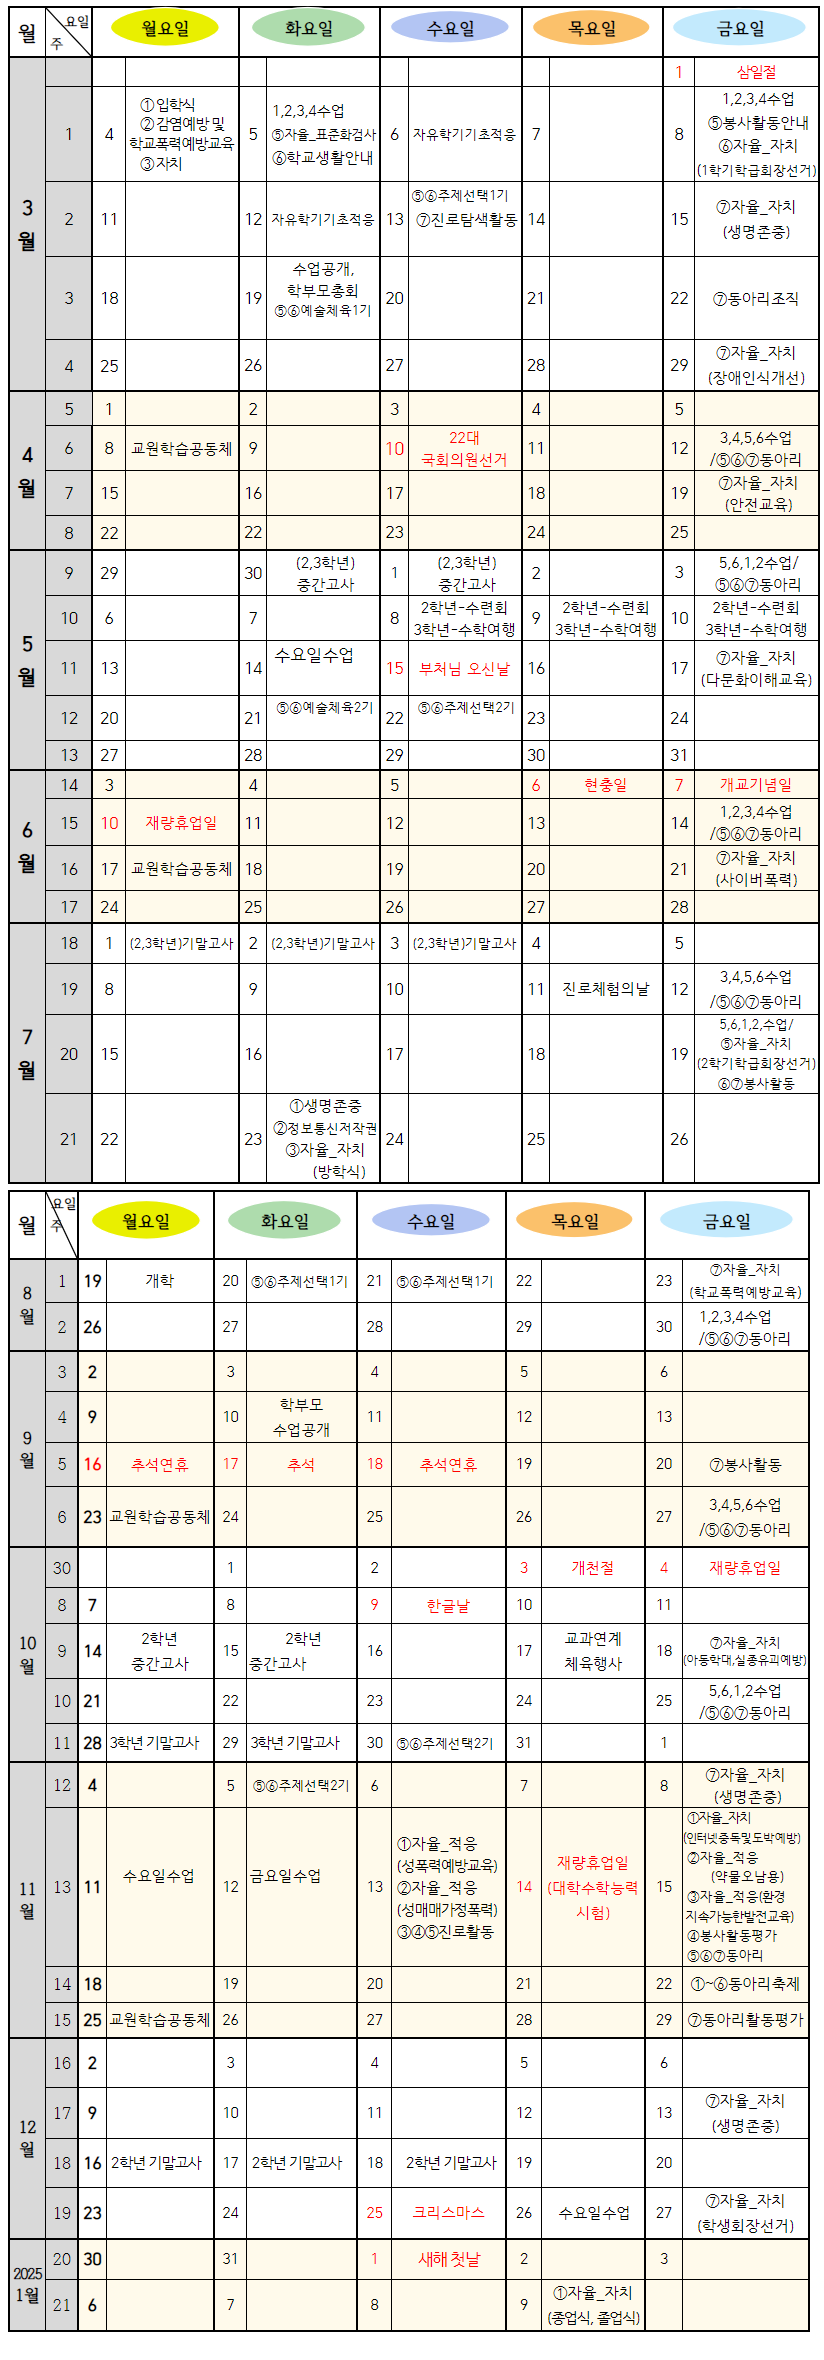 월 요일 주 월요일 화요일 수요일 목요일 금요일
3월
1 삼일절
1 4 ①입학식
②감염예방 및
학교폭력예방교육
③자치
5 1,2,3,4수업
⑤자율_표준화검사
⑥학교생활안내
6 자유학기기초적응
7
8 1,2,3,4수업
⑤봉사활동안내
⑥자율_자치
(1학기학급회장선거)
2 11
12 자유학기기초적응
13 ⑤⑥주제선택1기
⑦진로탐색활동
14
15 ⑦자율_자치
(생명존중)
3 18
19 수업공개,
학부모총회
⑤⑥예술체육1기
20
21
22 ⑦동아리조직
4 25 26 27 28
29 ⑦자율_자치
(장애인식개선)
4월
5 1 2 3 4 5
6 8 교원학습공동체
9
10 22대
국회의원선거
11
12 3,4,5,6수업
/⑤⑥⑦동아리
7 15 16 17 18
19 ⑦자율_자치
(안전교육)
8 22 22 23 24 25
5월
9 29
30 (2,3학년)
중간고사
1 (2,3학년)
중간고사
2
3 5,6,1,2수업/
⑤⑥⑦동아리
10 6 7
8 2학년-수련회
3학년-수학여행
9 2학년-수련회
3학년-수학여행
10 2학년-수련회
3학년-수학여행
11 13
14 수요일수업
15 부처님 오신날
16
17 ⑦자율_자치
(다문화이해교육)
12 20
21 ⑤⑥예술체육2기
22 ⑤⑥주제선택2기
23 24
13 27 28 29 30 31
6월
14 3 4 5
6 현충일
7 개교기념일
15 10 재량휴업일
11 12 13
14 1,2,3,4수업
/⑤⑥⑦동아리
16 17 교원학습공동체
18 19 20
21 ⑦자율_자치
(사이버폭력)
17 24 25 26 27 28
7월
18 1 (2,3학년)기말고사
2 (2,3학년)기말고사
3 (2,3학년)기말고사
4 5
19 8 9 10
11 진로체험의날
12 3,4,5,6수업
/⑤⑥⑦동아리
20 15 16 17 18
19 5,6,1,2,수업/
⑤자율_자치
(2학기학급회장선거)
⑥⑦봉사활동
21 22
23 ①생명존중
②정보통신저작권
③자율_자치
(방학식)
24 25 26
월 요일 주 월요일 화요일 수요일 목요일 금요일
8월
1 19 개학
20 ⑤⑥주제선택1기
21 ⑤⑥주제선택1기
22
23 ⑦자율_자치
(학교폭력예방교육)
2 26 27 28 29
30 1,2,3,4수업
/⑤⑥⑦동아리
9월
3 2 3 4 5 6
4 9
10 학부모
수업공개
11 12 13
5 16 추석연휴
17 추석
18 추석연휴
19
20 ⑦봉사활동
6 23 교원학습공동체
24 25 26
27 3,4,5,6수업
/⑤⑥⑦동아리
10월
30 1 2
3 개천절
4 재량휴업일
8 7 8
9 한글날
10 11
9 14 2학년
중간고사
15 2학년
중간고사
16
17 교과연계
체육행사
18 ⑦자율_자치
(아동학대,실종유괴예방)
10 21 22 23 24
25 5,6,1,2수업
/⑤⑥⑦동아리
11 28 3학년 기말고사
29 3학년 기말고사
30 ⑤⑥주제선택2기
31 1
11월
12 4
5 ⑤⑥주제선택2기
6 7
8 ⑦자율_자치
(생명존중)
13 11 수요일수업
12 금요일수업
13 ①자율_적응
(성폭력예방교육)
②자율_적응
(성매매가정폭력)
③④⑤진로활동
14 재량휴업일
(대학수학능력
시험)
15 ①자율_자치
(인터넷중독및도박예방)
②자율_적응
(약물오남용)
③자율_적응(환경
지속가능한발전교육)
④봉사활동평가
⑤⑥⑦동아리
14 18 19 20 21
22 ①~⑥동아리축제
15 25 교원학습공동체
26 27 28
29 ⑦동아리활동평가
12월
16 2 3 4 5 6
17 9 10 11 12
13 ⑦자율_자치
(생명존중)
18 16 2학년 기말고사
17 2학년 기말고사
18 2학년 기말고사
19 20
19 23 24
25 크리스마스
26 수요일수업
27 ⑦자율_자치
(학생회장선거)
2025
1월
20 30 31
1 새해 첫날
2 3
21 6 7 8
9 ①자율_자치
(종업식, 졸업식)